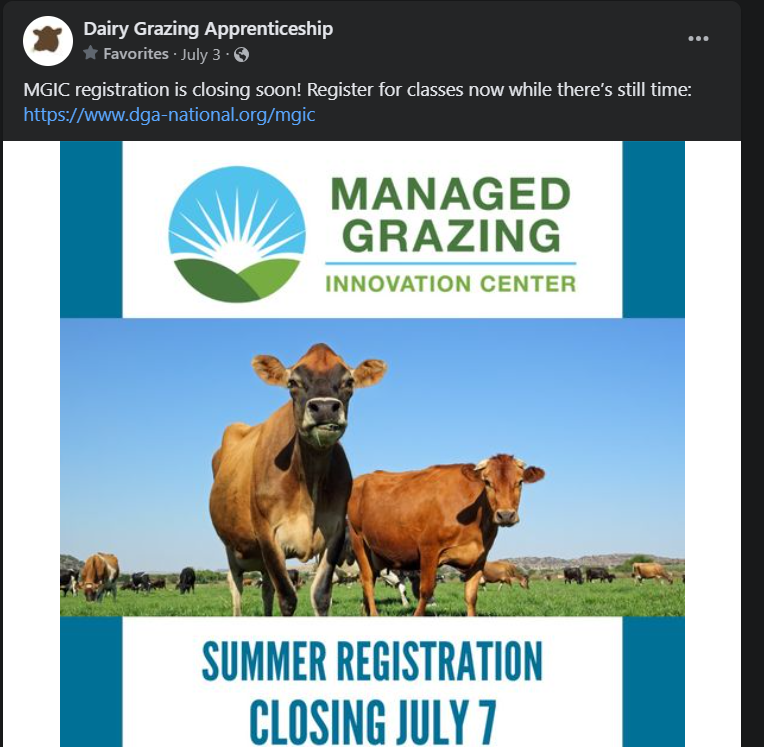 Dairy Grazing Apprenticeship
Favorites · July 3 ·
MGIC registration is closing soon! Register for classes now while there's still time:
https://www.dga-national.org/mgic
MANAGED
GRAZING
INNOVATION CENTER
SUMMER REGISTRATION
CLOSING JULY 7